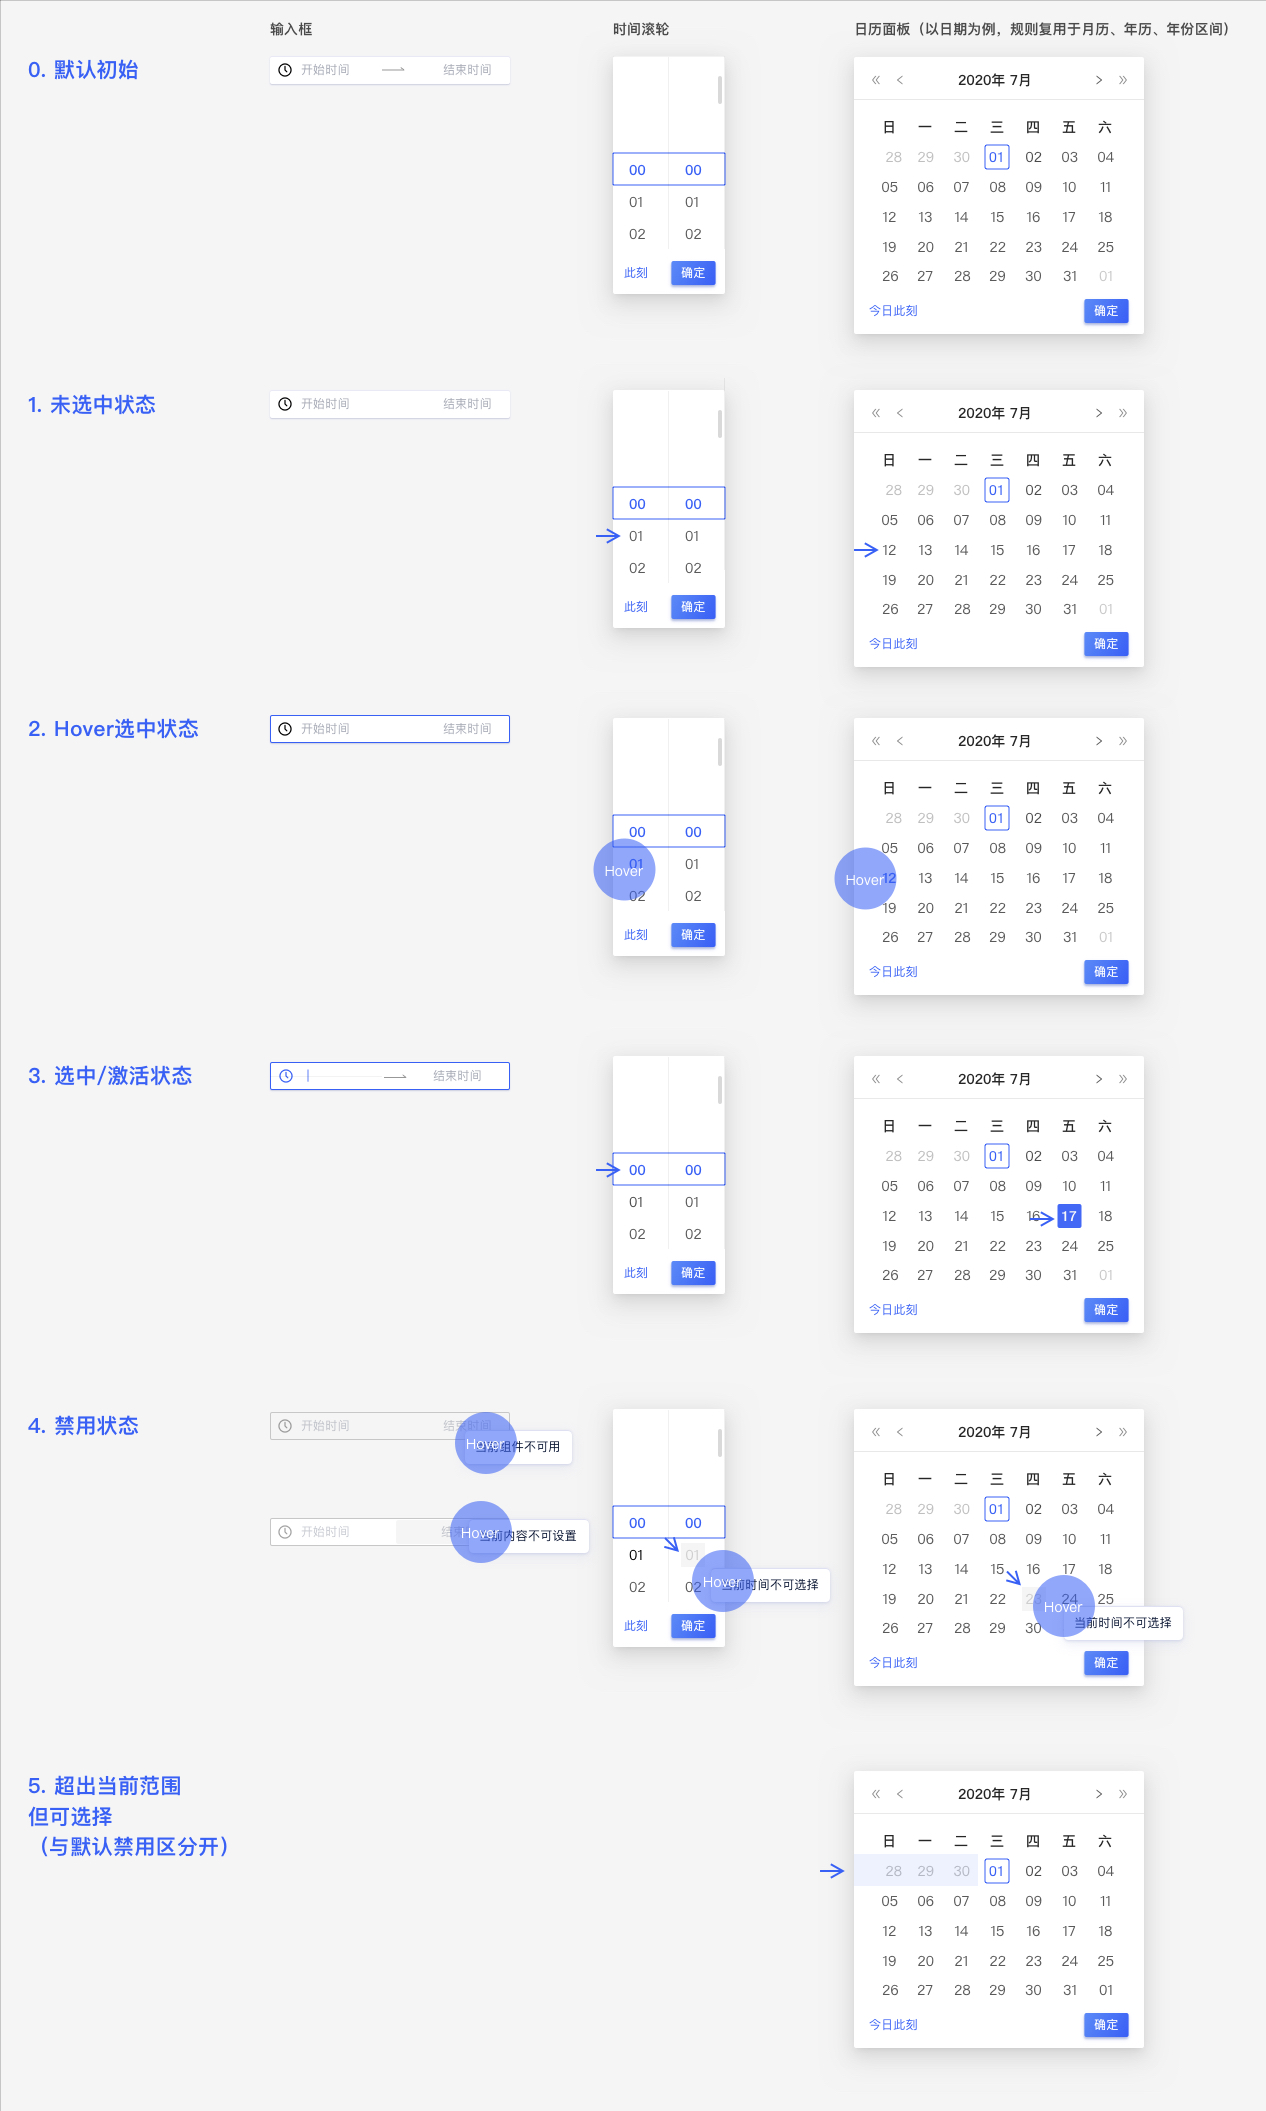 输入框
时间滚轮
日历面板（以日期为例，规则复用于月历、年历、年份区间）
0. 默认初始
开始时间 结束时间
00 00
01 01
02 02
此刻 确定
« < 2020年 7月 > »
日 一 二 三 四 五 六
28 29 30 01 02 03 04
05 06 07 08 09 10 11
12 13 14 15 16 17 18
19 20 21 22 23 24 25
26 27 28 29 30 31 01
今日此刻 确定
1. 未选中状态
开始时间 结束时间
00 00
01 01
02 02
此刻 确定
« < 2020年 7月 > »
日 一 二 三 四 五 六
28 29 30 01 02 03 04
05 06 07 08 09 10 11
12 13 14 15 16 17 18
19 20 21 22 23 24 25
26 27 28 29 30 31 01
今日此刻 确定
2. Hover选中状态
开始时间 结束时间
00 00
01 01
Hover
02 02
此刻 确定
« < 2020年 7月 > »
日 一 二 三 四 五 六
28 29 30 01 02 03 04
05 06 07 08 09 10 11
Hover 12 13 14 15 16 17 18
19 20 21 22 23 24 25
26 27 28 29 30 31 01
今日此刻 确定
3. 选中/激活状态
结束时间
00 00
01 01
02 02
此刻 确定
« < 2020年 7月 > »
日 一 二 三 四 五 六
28 29 30 01 02 03 04
05 06 07 08 09 10 11
12 13 14 15 16 17 18
19 20 21 22 23 24 25
26 27 28 29 30 31 01
今日此刻 确定
4. 禁用状态
开始时间 结束时间
Hover
当前组件不可用
开始时间
Hover
当前内容不可设置
00 00
01 01
02 02
Hover
当前时间不可选择
此刻 确定
« < 2020年 7月 > »
日 一 二 三 四 五 六
28 29 30 01 02 03 04
05 06 07 08 09 10 11
12 13 14 15 16 17 18
19 20 21 22 23 24 25
Hover
当前时间不可选择
26 27 28 29 30
今日此刻 确定
5. 超出当前范围
但可选择
（与默认禁用区分开）
« < 2020年 7月 > »
日 一 二 三 四 五 六
28 29 30 01 02 03 04
05 06 07 08 09 10 11
12 13 14 15 16 17 18
19 20 21 22 23 24 25
26 27 28 29 30 31 01
今日此刻 确定